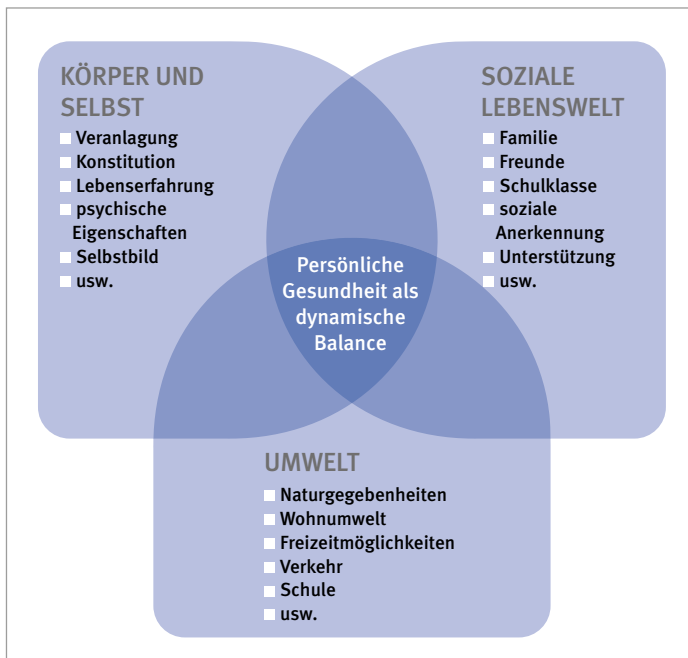 KÖRPER UND
SELBST
Veranlagung
Konstitution
Lebenserfahrung
psychische
Eigenschaften
Selbstbild
usw.
SOZIALE
LEBENSWELT
Familie
Freunde
Schulklasse
soziale
Anerkennung
Unterstützung
usw.
Persönliche
Gesundheit als
dynamische
Balance
UMWELT
Naturgegebenheiten
Wohnumwelt
Freizeitmöglichkeiten
Verkehr
Schule
usw.